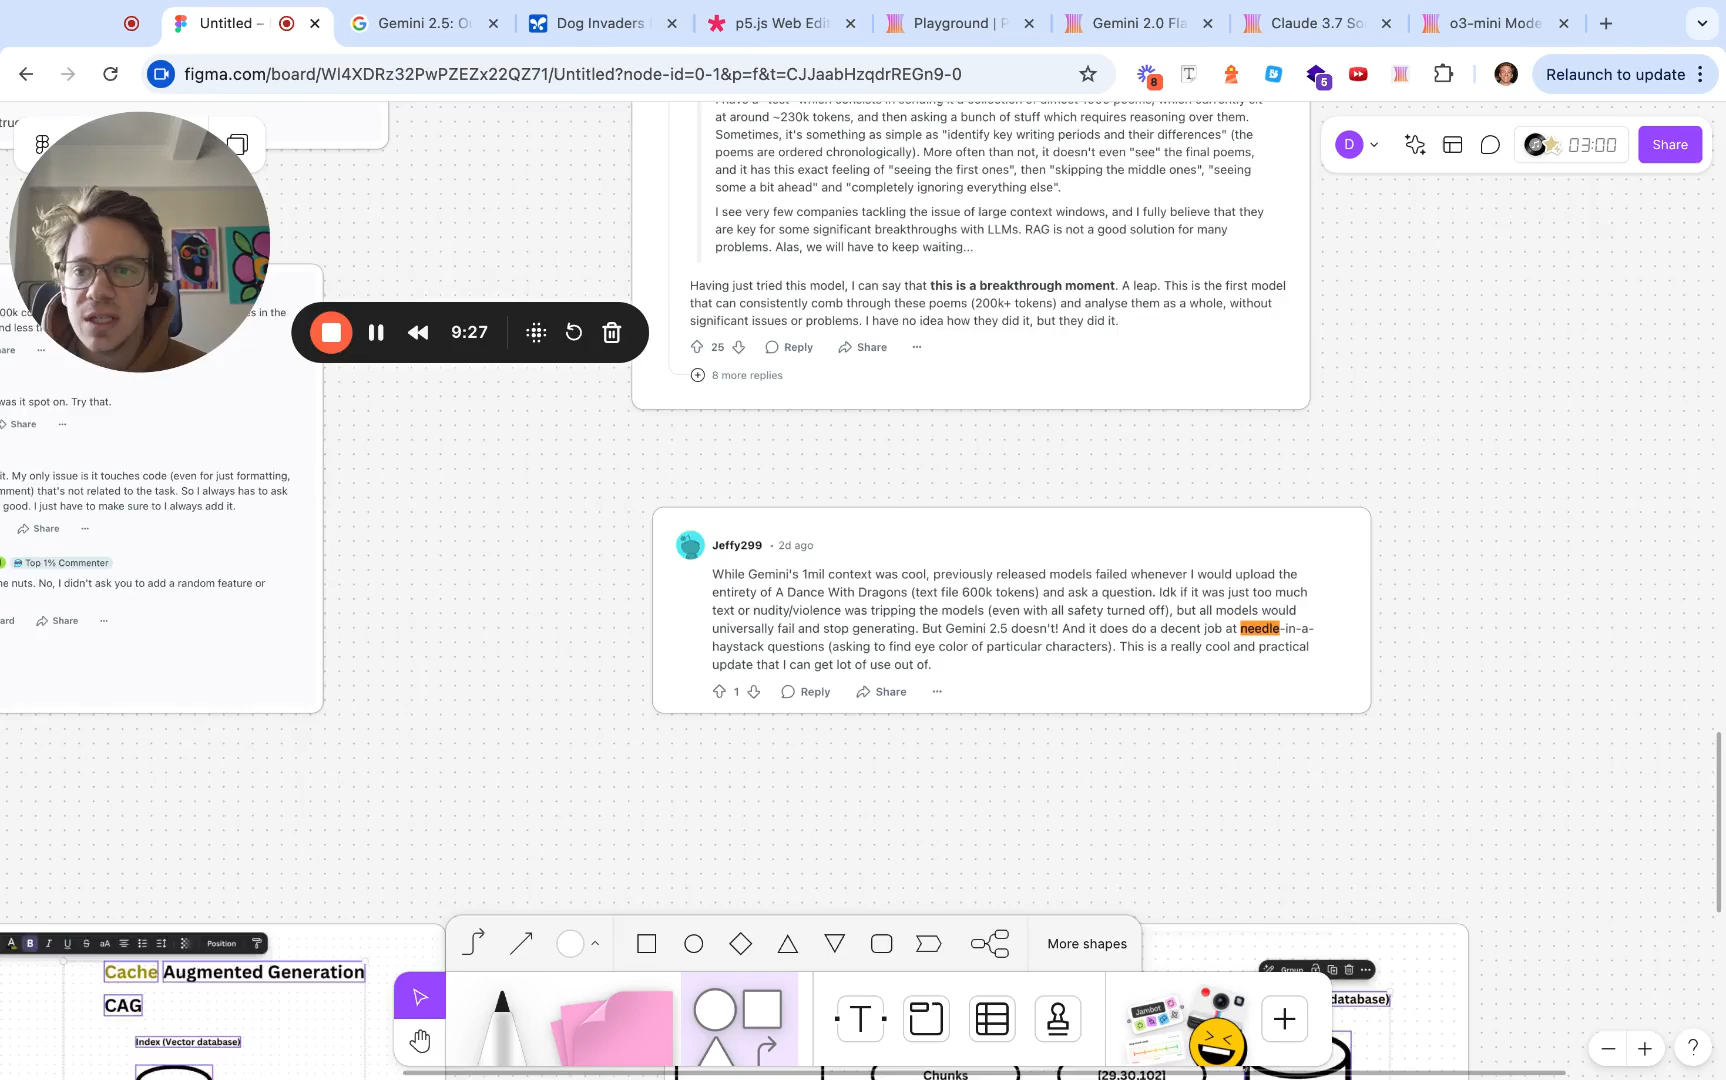 Untitled –
Gemini 2.5: Ou
Dog Invaders
p5.js Web Edit
Playground | P
Gemini 2.0 Fla
Claude 3.7 So
o3-mini Mode
figma.com/board/Wl4XDRz32PwPZEZx22QZ71/Untitled?node-id=0-1&p=f&t=CJJaabHzqdrREGn9-0
8
T
5
Relaunch to update
D
03:00
Share
at around ~230k tokens, and then asking a bunch of stuff which requires reasoning over them.
Sometimes, it's something as simple as "identify key writing periods and their differences" (the
poems are ordered chronologically). More often than not, it doesn't even "see" the final poems,
and it has this exact feeling of "seeing the first ones", then "skipping the middle ones", "seeing
some a bit ahead" and "completely ignoring everything else".
I see very few companies tackling the issue of large context windows, and I fully believe that they
are key for some significant breakthroughs with LLMs. RAG is not a good solution for many
problems. Alas, we will have to keep waiting...
Having just tried this model, I can say that this is a breakthrough moment. A leap. This is the first model
that can consistently comb through these poems (200k+ tokens) and analyse them as a whole, without
significant issues or problems. I have no idea how they did it, but they did it.
25 Reply Share ...
8 more replies
9:27
s in the
nd less
are ...
was it spot on. Try that.
Share ...
it. My only issue is it touches code (even for just formatting,
mment) that's not related to the task. So I always has to ask
good. I just have to make sure to I always add it.
Share ...
Top 1% Commenter
ne nuts. No, I didn't ask you to add a random feature or
ard Share ...
Jeffy299 • 2d ago
While Gemini's 1mil context was cool, previously released models failed whenever I would upload the
entirety of A Dance With Dragons (text file 600k tokens) and ask a question. Idk if it was just too much
text or nudity/violence was tripping the models (even with all safety turned off), but all models would
universally fail and stop generating. But Gemini 2.5 doesn't! And it does do a decent job at needle-in-a-
haystack questions (asking to find eye color of particular characters). This is a really cool and practical
update that I can get lot of use out of.
1 Reply Share ...
A B I U S aA Position
Cache Augmented Generation
CAG
Index (Vector database)
More shapes
T
Jambot
Group
database)
Chunks
[29,30,102]
?